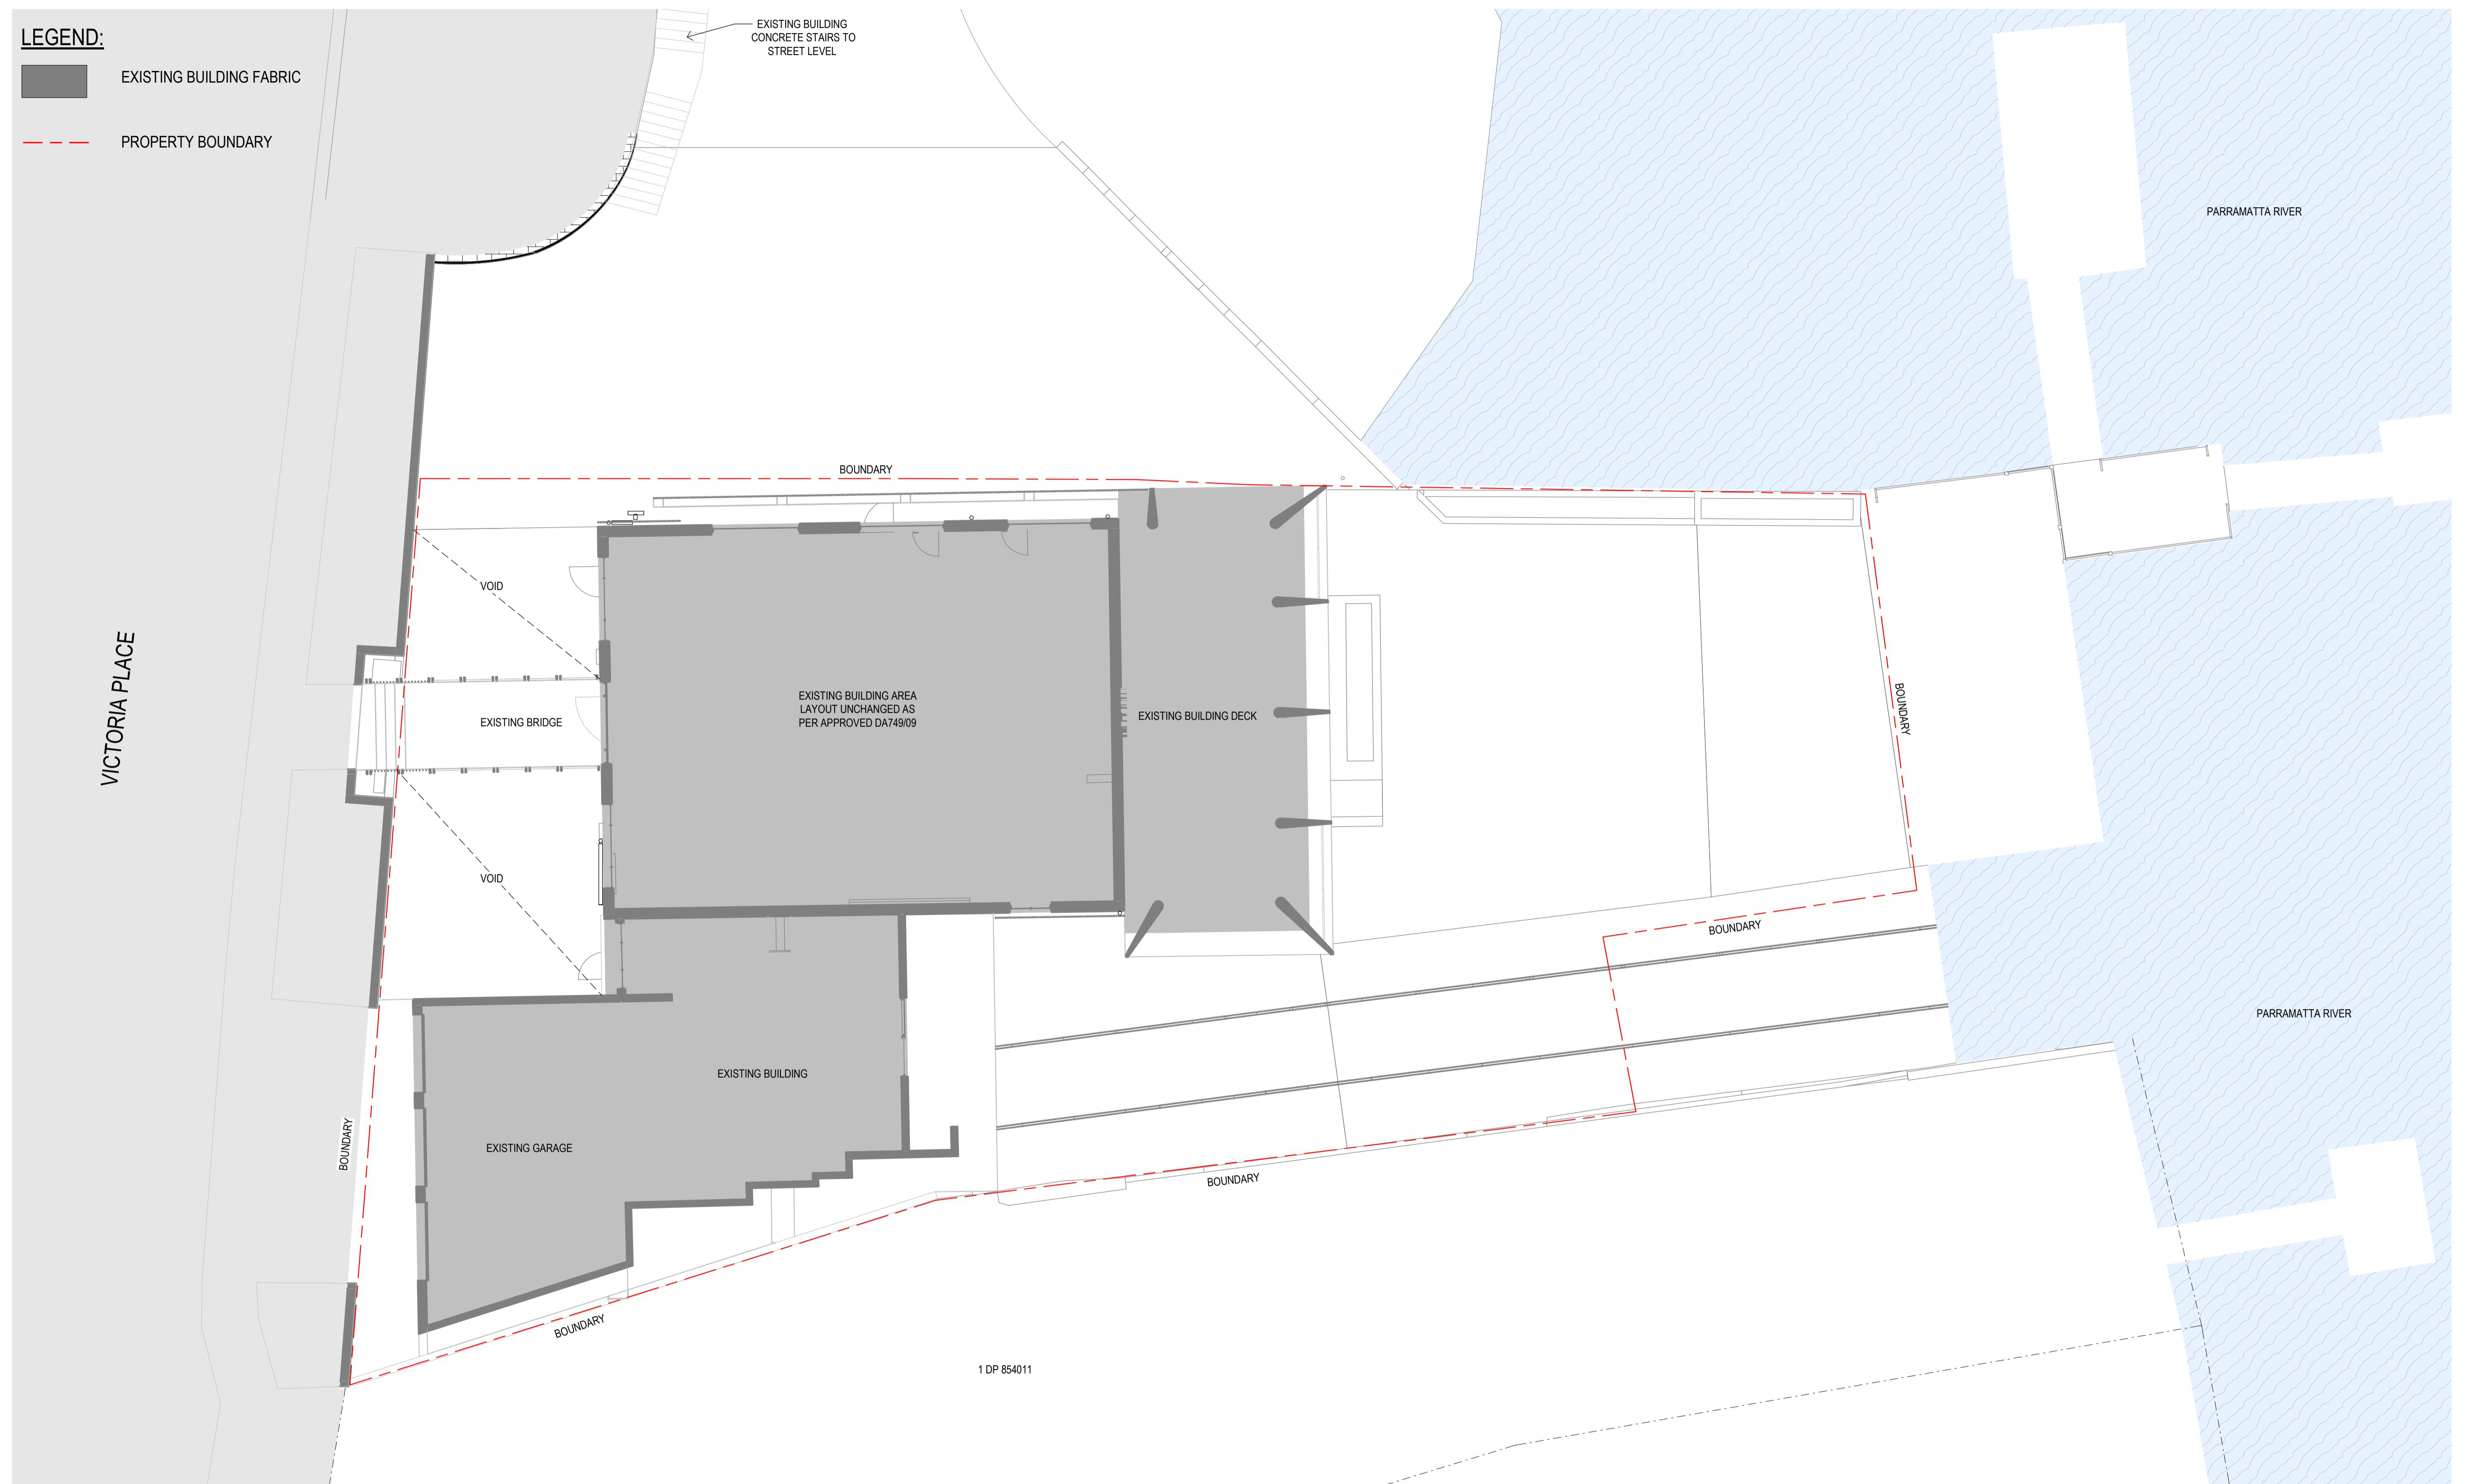 LEGEND:
EXISTING BUILDING FABRIC
PROPERTY BOUNDARY
EXISTING BUILDING
CONCRETE STAIRS TO
STREET LEVEL
PARRAMATTA RIVER
BOUNDARY
VOID
VICTORIA PLACE
EXISTING BRIDGE
EXISTING BUILDING AREA
LAYOUT UNCHANGED AS
PER APPROVED DA749/09
EXISTING BUILDING DECK
BOUNDARY
VOID
BOUNDARY
PARRAMATTA RIVER
EXISTING BUILDING
EXISTING GARAGE
BOUNDARY
BOUNDARY
BOUNDARY
1 DP 854011